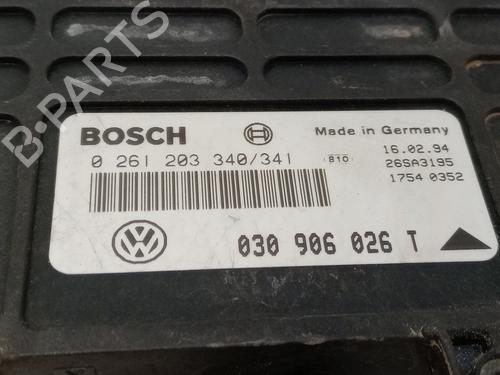 B-PARTS
BOSCH
Made in Germany
0 261 203 340/341
810
16.02.94
26SA3195
1754 0352
030 906 026 T